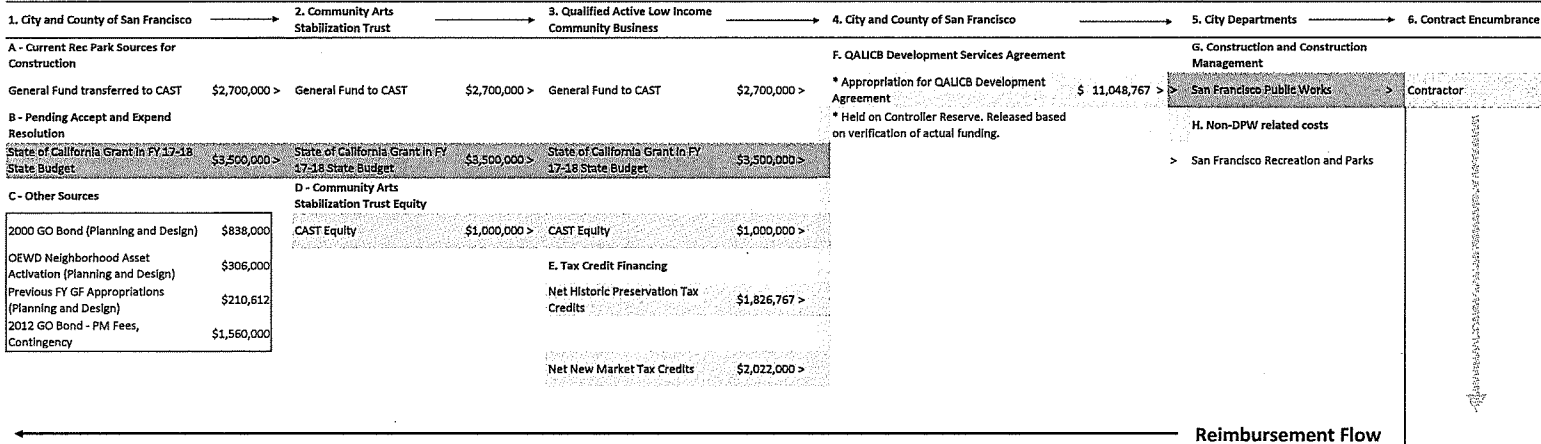 1. City and County of San Francisco
2. Community Arts
Stabilization Trust
3. Qualified Active Low Income
Community Business
4. City and County of San Francisco
5. City Departments
6. Contract Encumbrance
A - Current Rec Park Sources for
Construction
General Fund transferred to CAST $2,700,000 >
General Fund to CAST $2,700,000 >
General Fund to CAST $2,700,000 >
F. QALICB Development Services Agreement
* Appropriation for QALICB Development
Agreement
$ 11,048,767 > >
* Held on Controller Reserve. Released based
on verification of actual funding.
G. Construction and Construction
Management
San Francisco Public Works >
Contractor
H. Non-DPW related costs
> San Francisco Recreation and Parks
B - Pending Accept and Expend
Resolution
State of California Grant in FY 17-18
State Budget
$3,500,000 >
State of California Grant in FY
17-18 State Budget
$3,500,000 >
State of California Grant in FY
17-18 State Budget
$3,500,000 >
C - Other Sources
D - Community Arts
Stabilization Trust Equity
2000 GO Bond (Planning and Design) $838,000
CAST Equity $1,000,000 >
CAST Equity $1,000,000 >
OEWD Neighborhood Asset
Activation (Planning and Design)
$306,000
Previous FY GF Appropriations
(Planning and Design)
$210,612
2012 GO Bond - PM Fees,
Contingency
$1,560,000
E. Tax Credit Financing
Net Historic Preservation Tax
Credits
$1,826,767 >
Net New Market Tax Credits $2,022,000 >
Reimbursement Flow